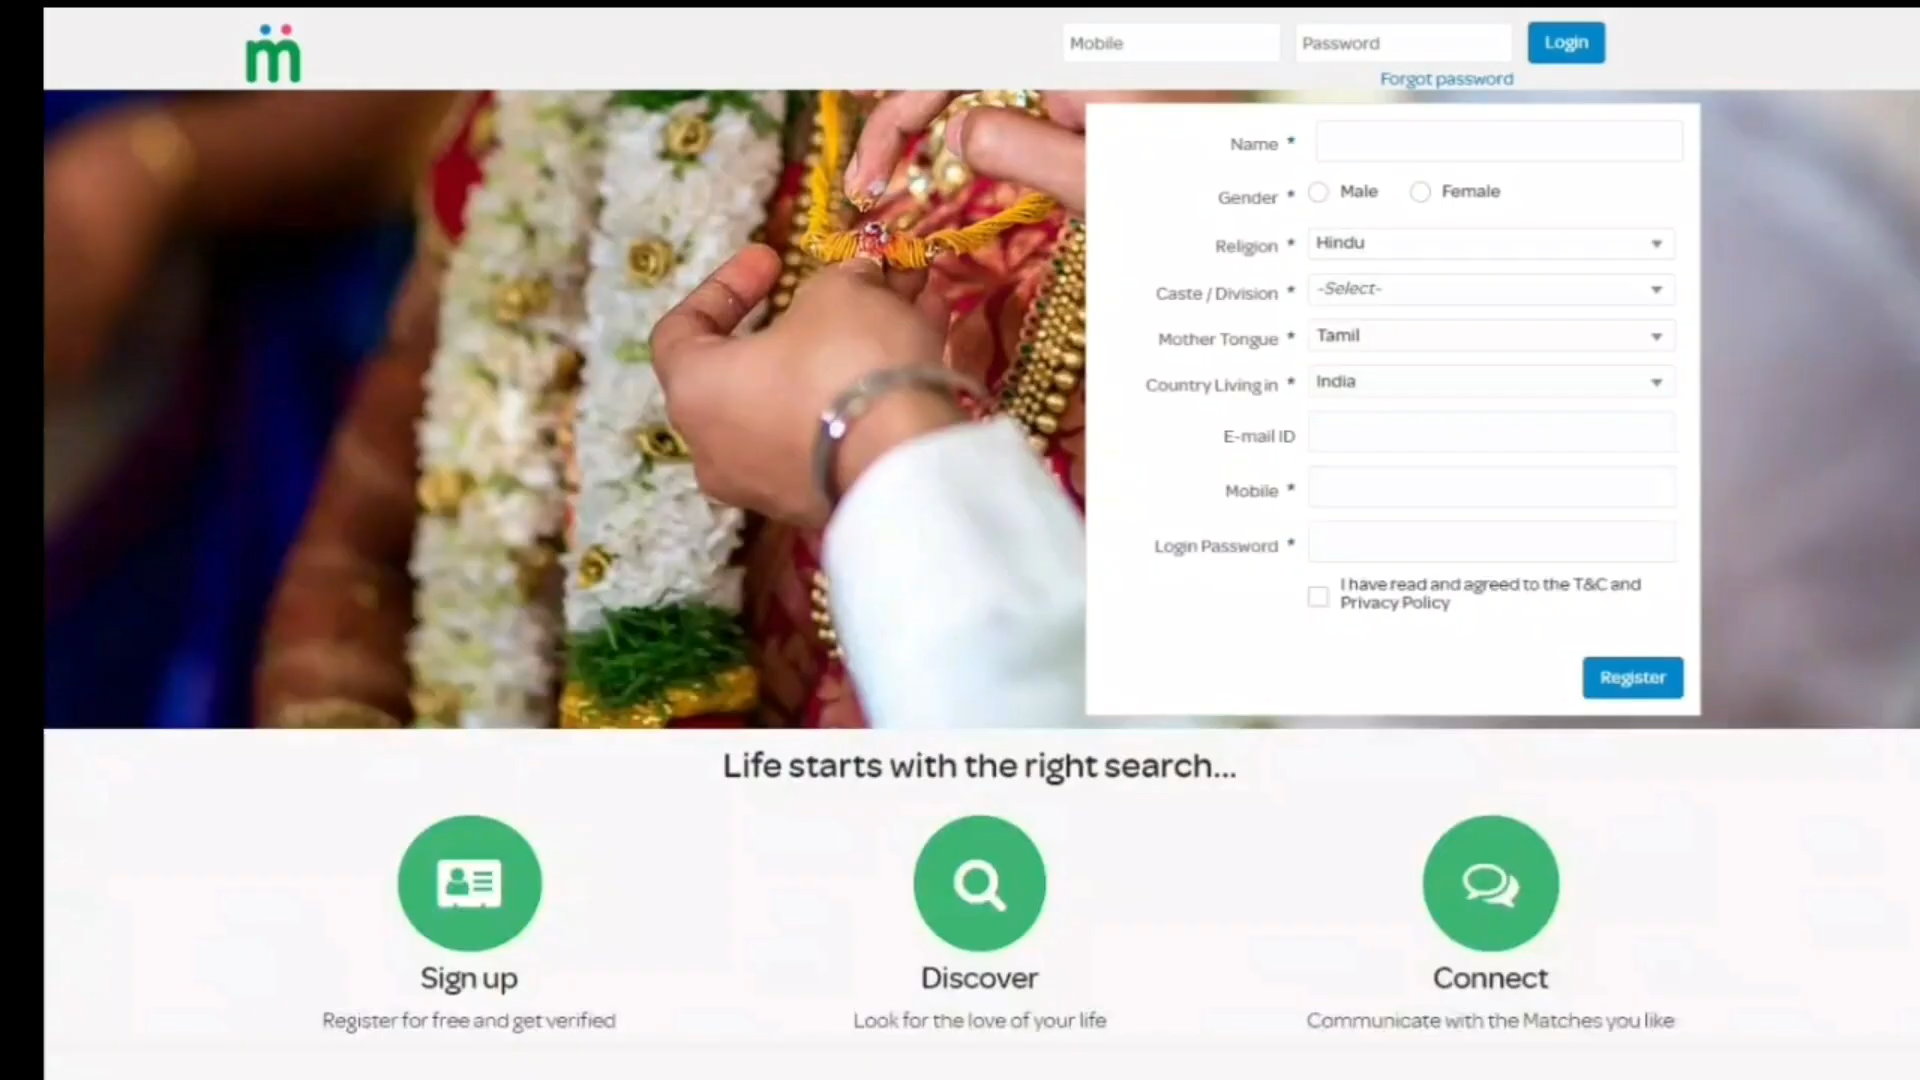 m
Mobile
Password
Login
Forgot password
Name *
Gender * Male Female
Religion * Hindu
Caste / Division * -Select-
Mother Tongue * Tamil
Country Living in * India
E-mail ID
Mobile *
Login Password *
I have read and agreed to the T&C and
Privacy Policy
Register
Life starts with the right search...
Sign up
Register for free and get verified
Discover
Look for the love of your life
Connect
Communicate with the Matches you like